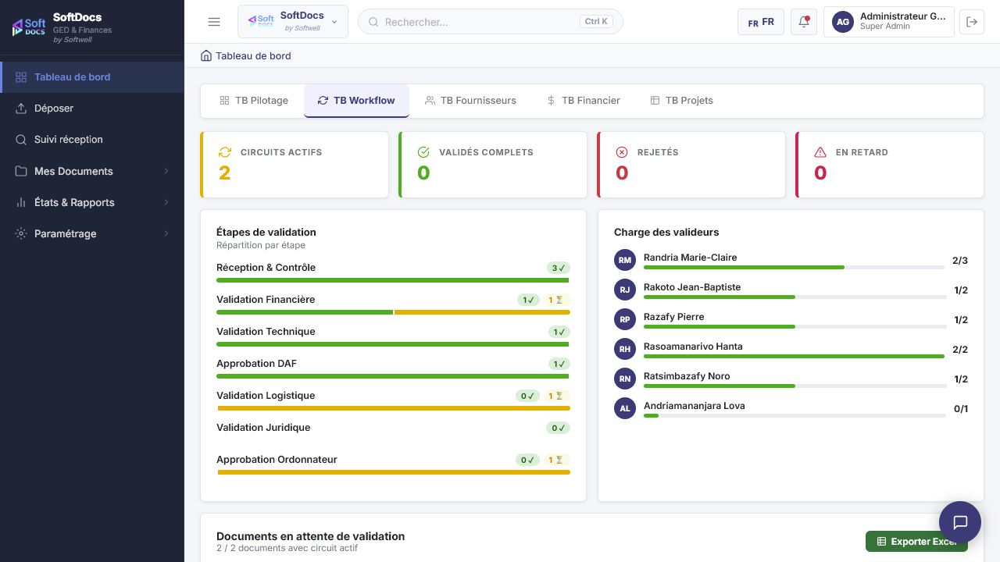 Soft
DOCS
SoftDocs
GED & Finances
by Softwell
Tableau de bord
Déposer
Suivi réception
Mes Documents
États & Rapports
Paramétrage
Soft
DOCS
SoftDocs
by Softwell
Rechercher...
Ctrl K
FR FR
AG
Administrateur G...
Super Admin
Tableau de bord
TB Pilotage
TB Workflow
TB Fournisseurs
TB Financier
TB Projets
CIRCUITS ACTIFS
2
VALIDÉS COMPLETS
0
REJETÉS
0
EN RETARD
0
Étapes de validation
Répartition par étape
Réception & Contrôle
3 ✓
Validation Financière
1 ✓ 1 ⏳
Validation Technique
1 ✓
Approbation DAF
1 ✓
Validation Logistique
0 ✓ 1 ⏳
Validation Juridique
0 ✓
Approbation Ordonnateur
0 ✓ 1 ⏳
Charge des valideurs
RM Randria Marie-Claire 2/3
RJ Rakoto Jean-Baptiste 1/2
RP Razafy Pierre 1/2
RH Rasoamanarivo Hanta 2/2
RN Ratsimbazafy Noro 1/2
AL Andriamananjara Lova 0/1
Documents en attente de validation
2 / 2 documents avec circuit actif
Exporter Excel